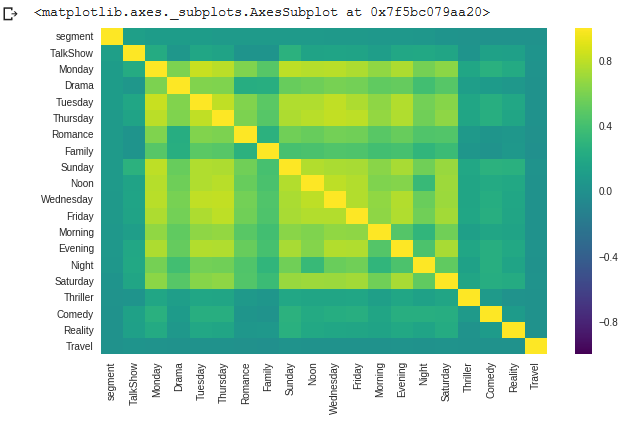 <matplotlib.axes._subplots.AxesSubplot at 0x7f5bc079aa20>
segment
TalkShow
Monday
Drama
Tuesday
Thursday
Romance
Family
Sunday
Noon
Wednesday
Friday
Morning
Evening
Night
Saturday
Thriller
Comedy
Reality
Travel
segment
TalkShow
Monday
Drama
Tuesday
Thursday
Romance
Family
Sunday
Noon
Wednesday
Friday
Morning
Evening
Night
Saturday
Thriller
Comedy
Reality
Travel
0.8
0.4
0.0
-0.4
-0.8